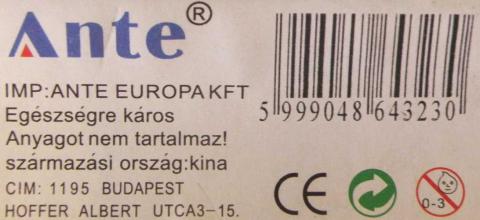 Ante®
IMP:ANTE EUROPA KFT
Egészségre káros
Anyagot nem tartalmaz!
származási ország:kina
CIM: 1195 BUDAPEST
HOFFER ALBERT UTCA3-15.
5 999048 643230
CE
0-3